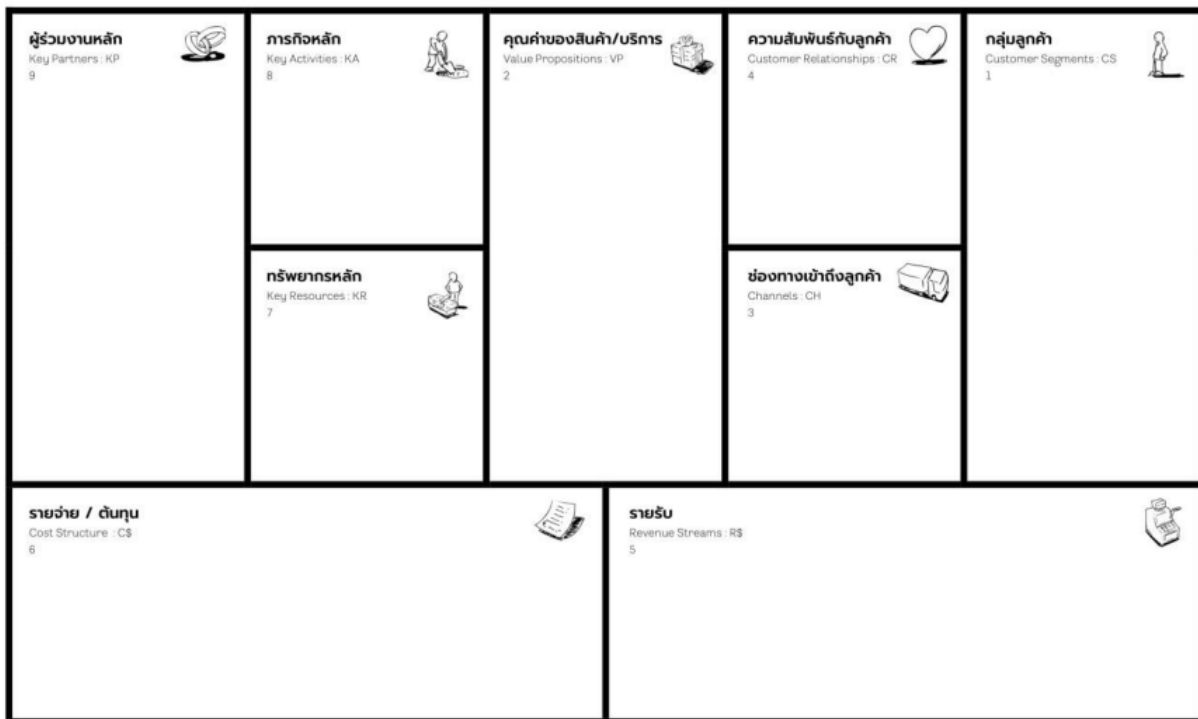 ผู้ร่วมงานหลัก
Key Partners : KP
9
ภารกิจหลัก
Key Activities : KA
8
ทรัพยากรหลัก
Key Resources : KR
7
คุณค่าของสินค้า/บริการ
Value Propositions : VP
2
ความสัมพันธ์กับลูกค้า
Customer Relationships : CR
4
ช่องทางเข้าถึงลูกค้า
Channels : CH
3
กลุ่มลูกค้า
Customer Segments : CS
1
รายจ่าย / ต้นทุน
Cost Structure : C$
6
รายรับ
Revenue Streams : R$
5